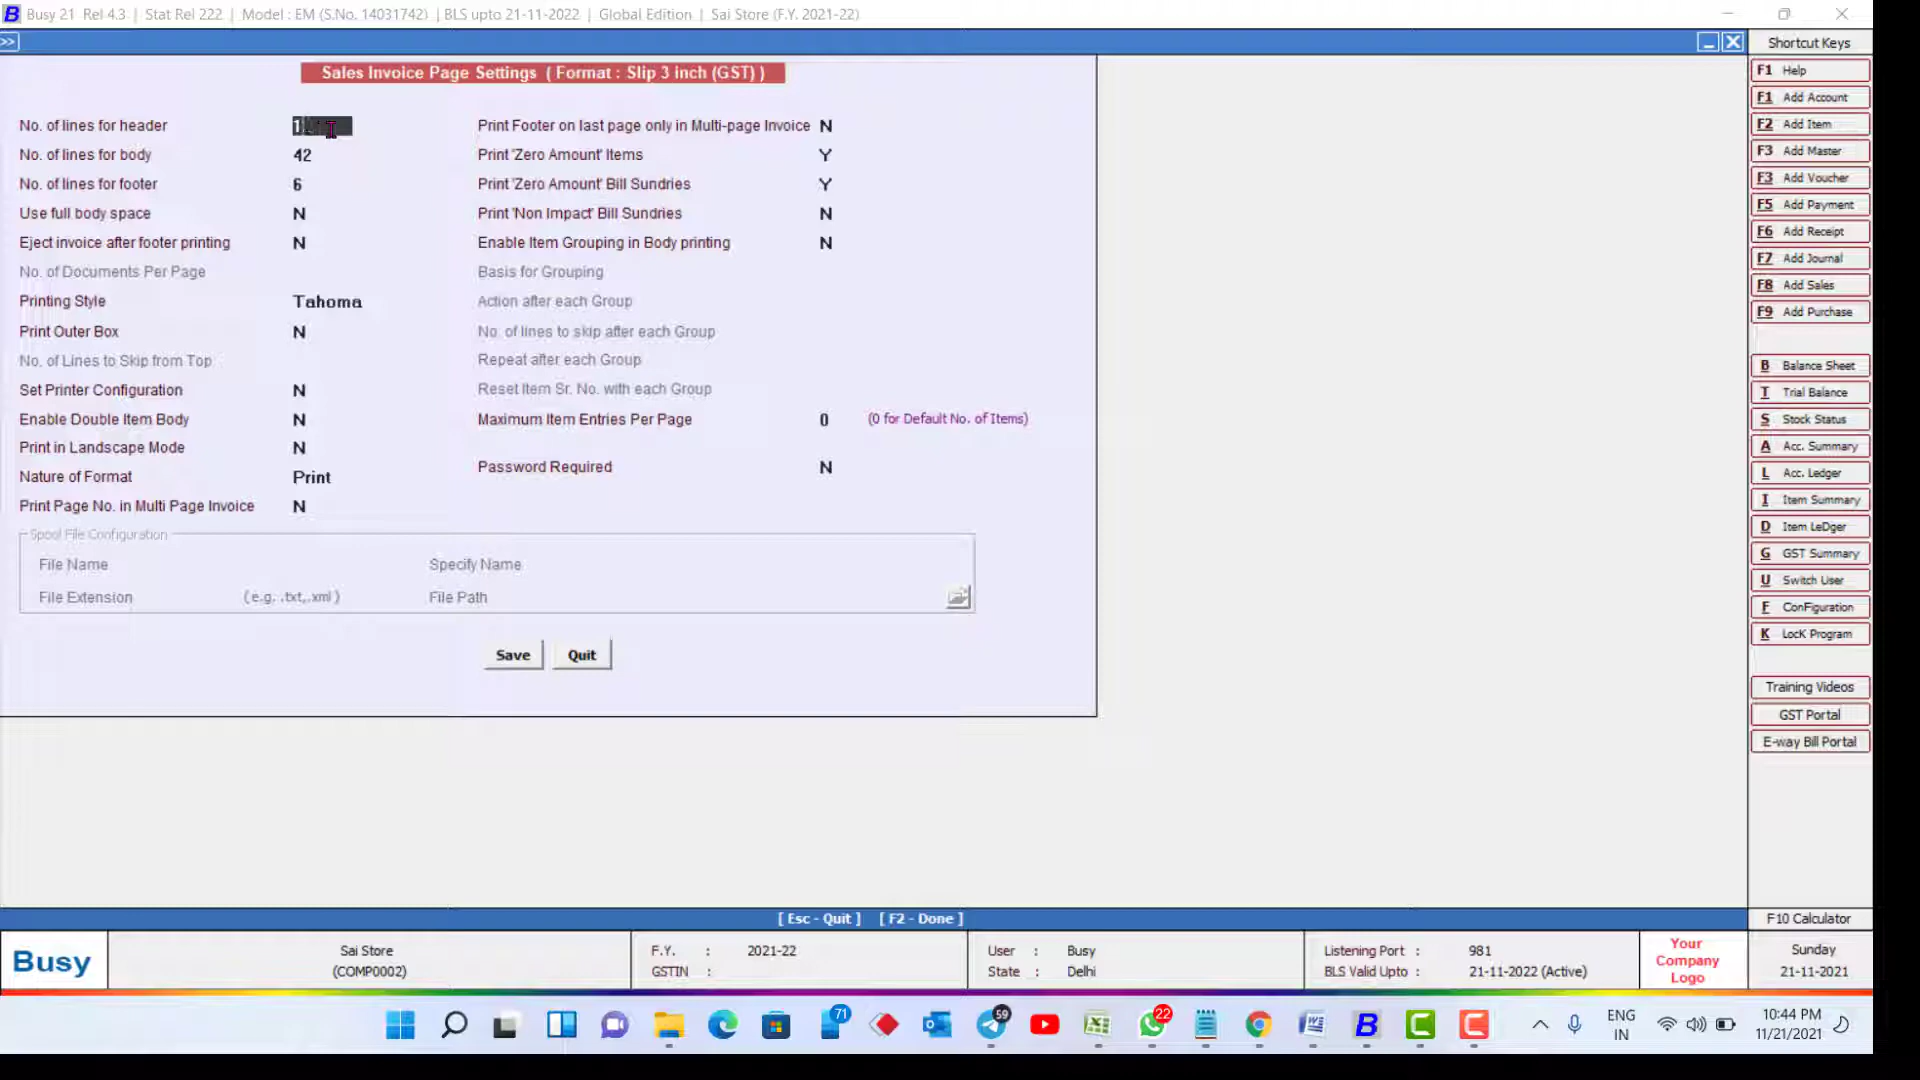 Busy 21 Rel 4.3 | Stat Rel 222 | Model : EM (S.No. 14031742) | BLS upto 21-11-2022 | Global Edition | Sai Store (F.Y. 2021-22)
>>
Shortcut Keys
Sales Invoice Page Settings ( Format : Slip 3 inch (GST) )
No. of lines for header
No. of lines for body 42
No. of lines for footer 6
Use full body space N
Eject invoice after footer printing N
No. of Documents Per Page
Printing Style Tahoma
Print Outer Box N
No. of Lines to Skip from Top
Set Printer Configuration N
Enable Double Item Body N
Print in Landscape Mode N
Nature of Format Print
Print Page No. in Multi Page Invoice N
Print Footer on last page only in Multi-page Invoice N
Print 'Zero Amount' Items Y
Print 'Zero Amount' Bill Sundries Y
Print 'Non Impact' Bill Sundries N
Enable Item Grouping in Body printing N
Basis for Grouping
Action after each Group
No. of lines to skip after each Group
Repeat after each Group
Reset Item Sr. No. with each Group
Maximum Item Entries Per Page 0 (0 for Default No. of Items)
Password Required N
Spool File Configuration
File Name Specify Name
File Extension (e.g. .txt,.xml) File Path
Save Quit
F1 Help
F1 Add Account
F2 Add Item
F3 Add Master
F3 Add Voucher
F5 Add Payment
F6 Add Receipt
F7 Add Journal
F8 Add Sales
F9 Add Purchase
B Balance Sheet
T Trial Balance
S Stock Status
A Acc. Summary
L Acc. Ledger
I Item Summary
D Item LeDger
G GST Summary
U Switch User
F ConFiguration
K LocK Program
Training Videos
GST Portal
E-way Bill Portal
[ Esc - Quit ] [ F2 - Done ]
F10 Calculator
Busy
Sai Store
(COMP0002)
F.Y. : 2021-22
GSTIN :
User : Busy
State : Delhi
Listening Port : 981
BLS Valid Upto : 21-11-2022 (Active)
Your
Company
Logo
Sunday
21-11-2021
71
59
22
ENG
IN
10:44 PM
11/21/2021